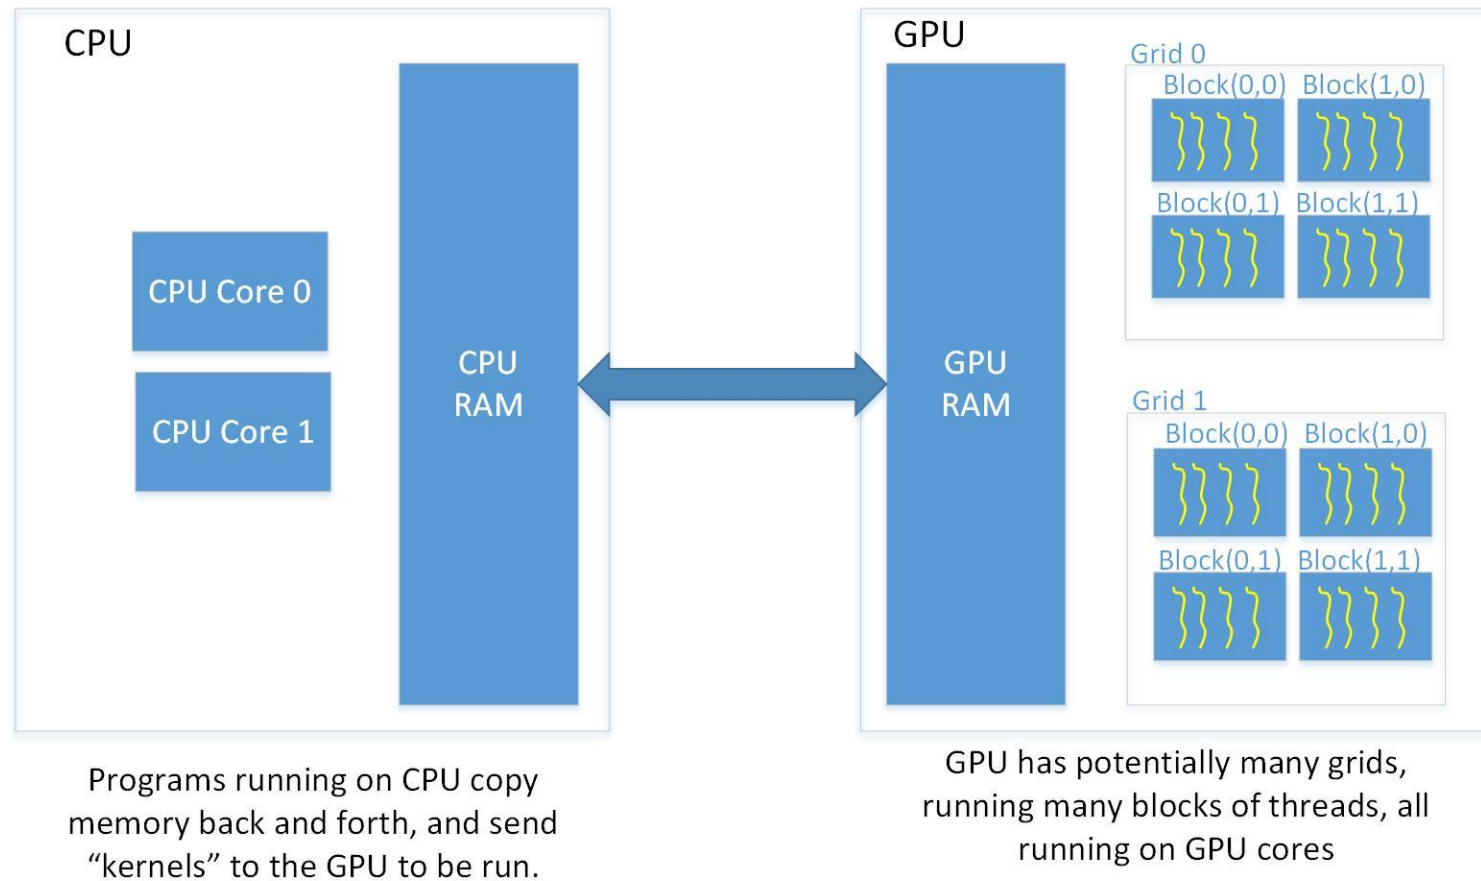 CPU
CPU Core 0
CPU Core 1
CPU
RAM
GPU
GPU
RAM
Grid 0
Block(0,0) Block(1,0)
Block(0,1) Block(1,1)
Grid 1
Block(0,0) Block(1,0)
Block(0,1) Block(1,1)
Programs running on CPU copy
memory back and forth, and send
“kernels” to the GPU to be run.
GPU has potentially many grids,
running many blocks of threads, all
running on GPU cores